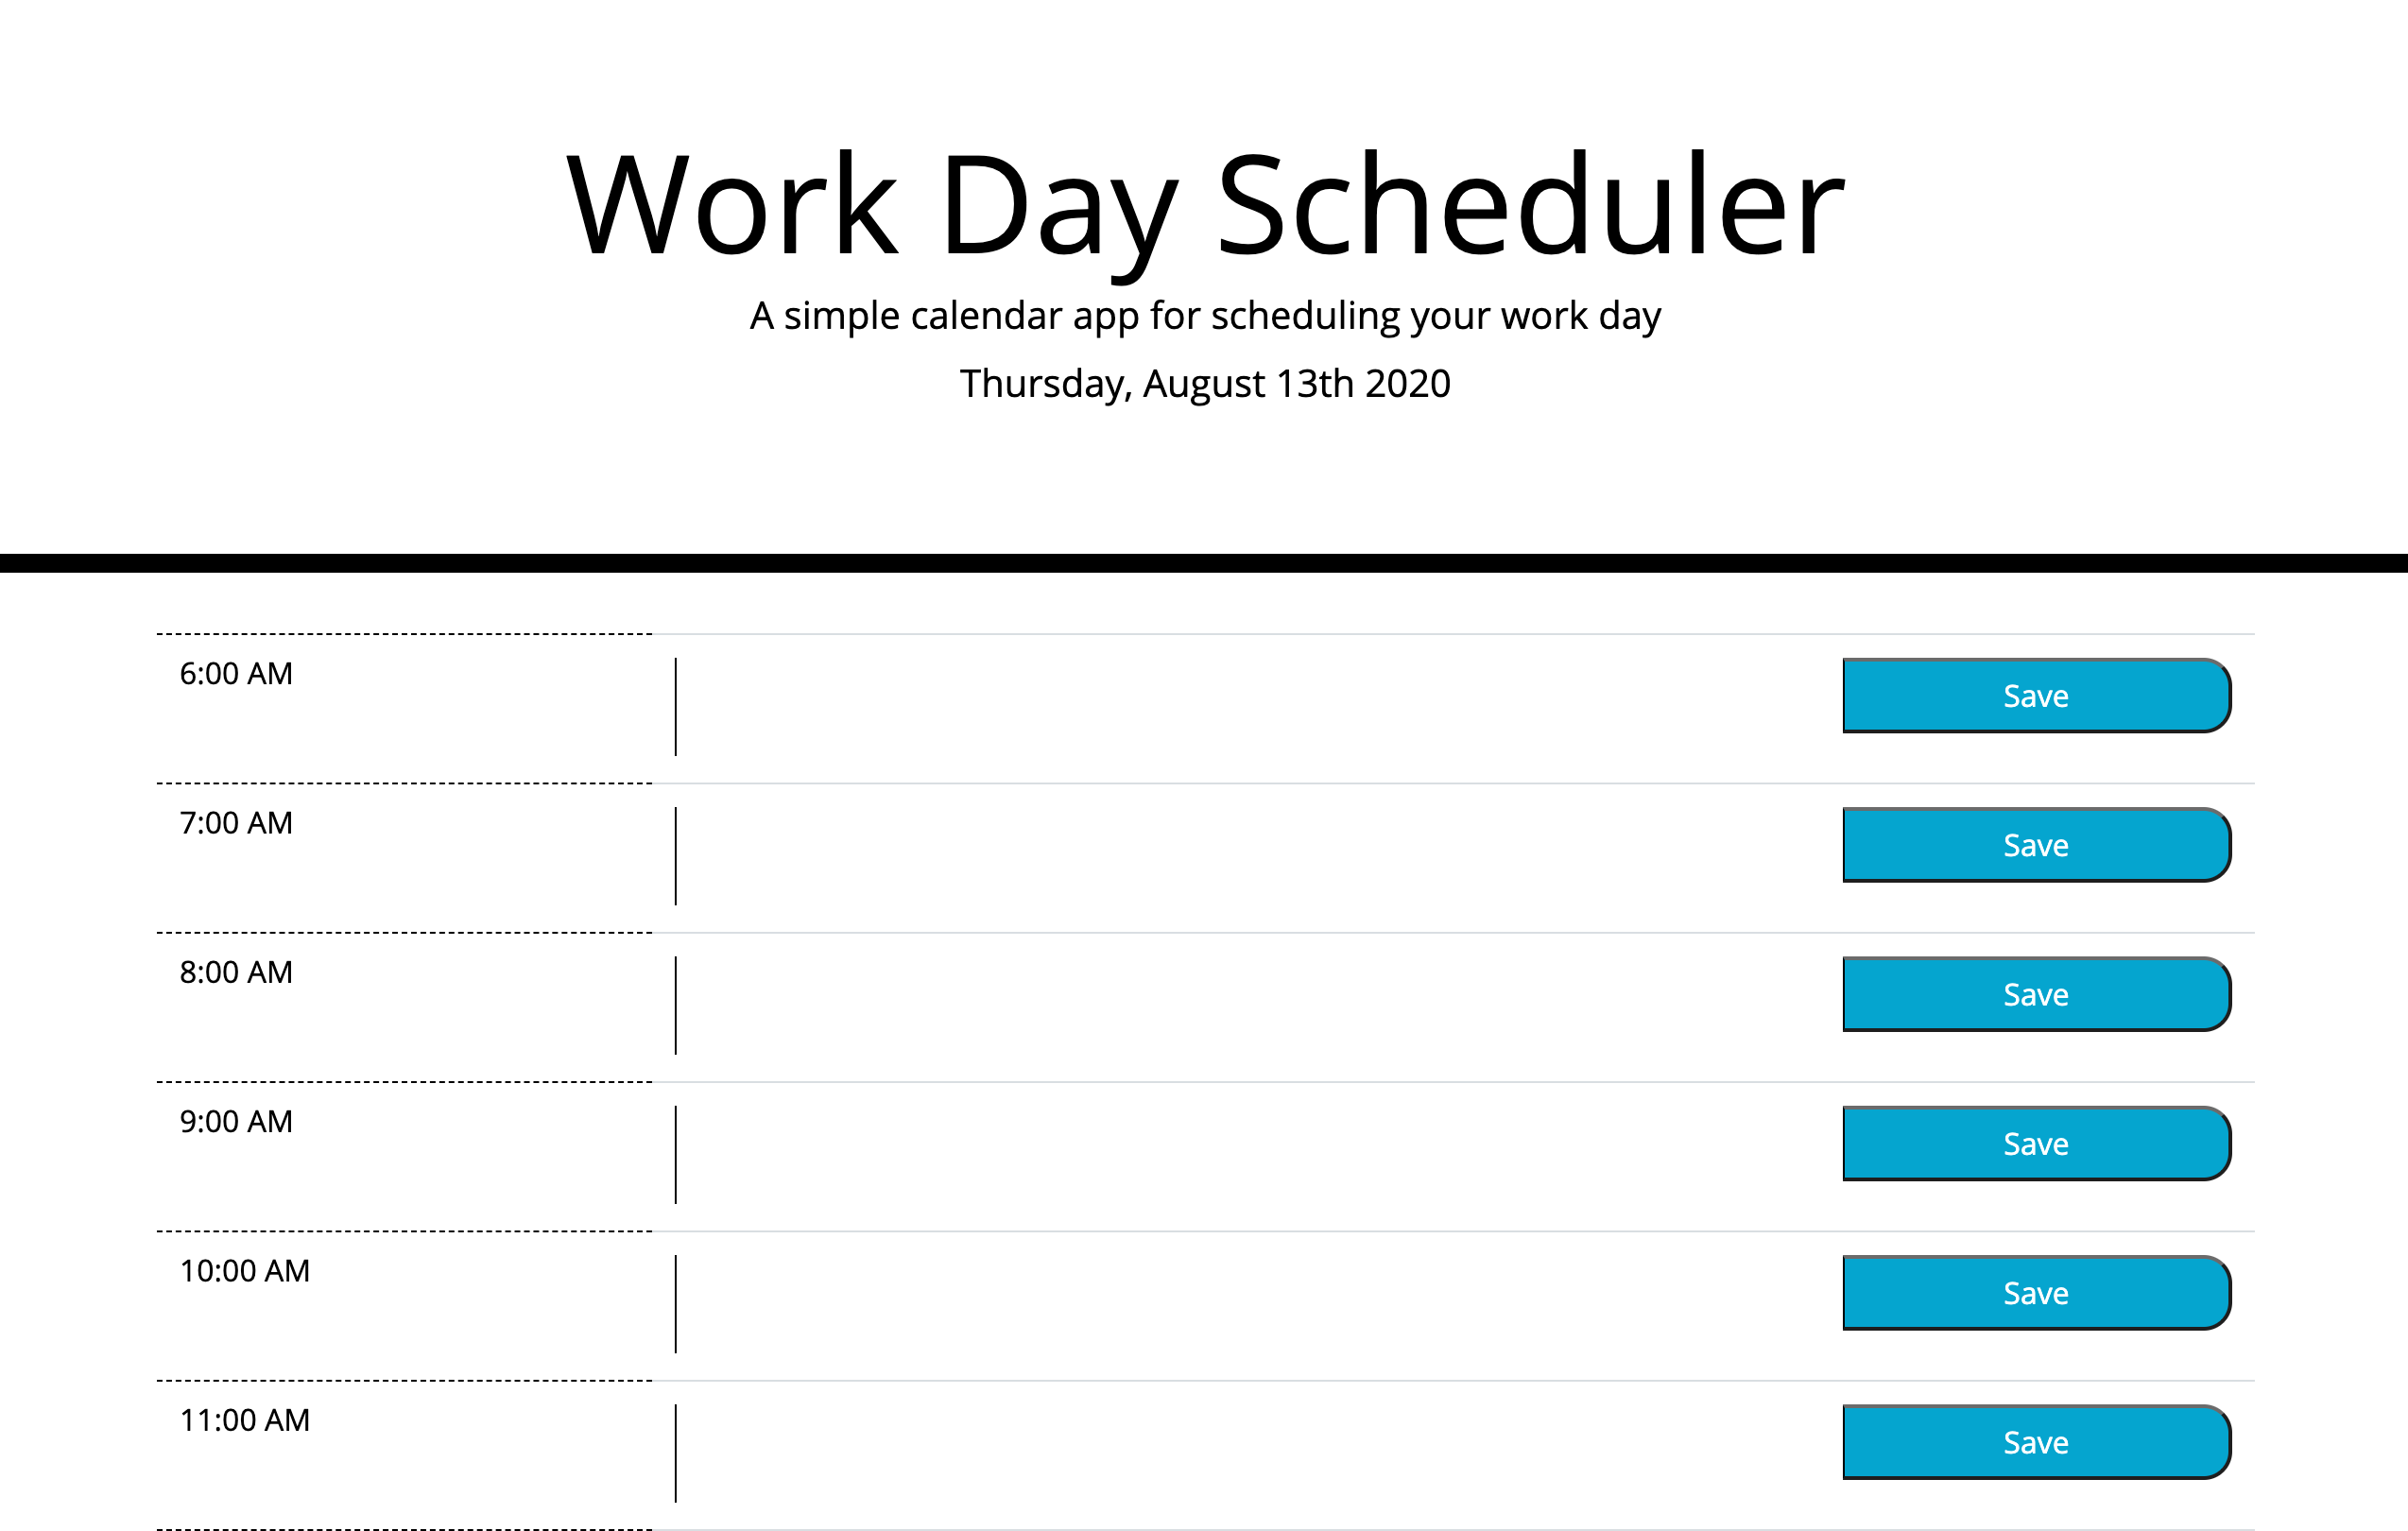 Work Day Scheduler
A simple calendar app for scheduling your work day
Thursday, August 13th 2020
6:00 AM
Save
7:00 AM
Save
8:00 AM
Save
9:00 AM
Save
10:00 AM
Save
11:00 AM
Save